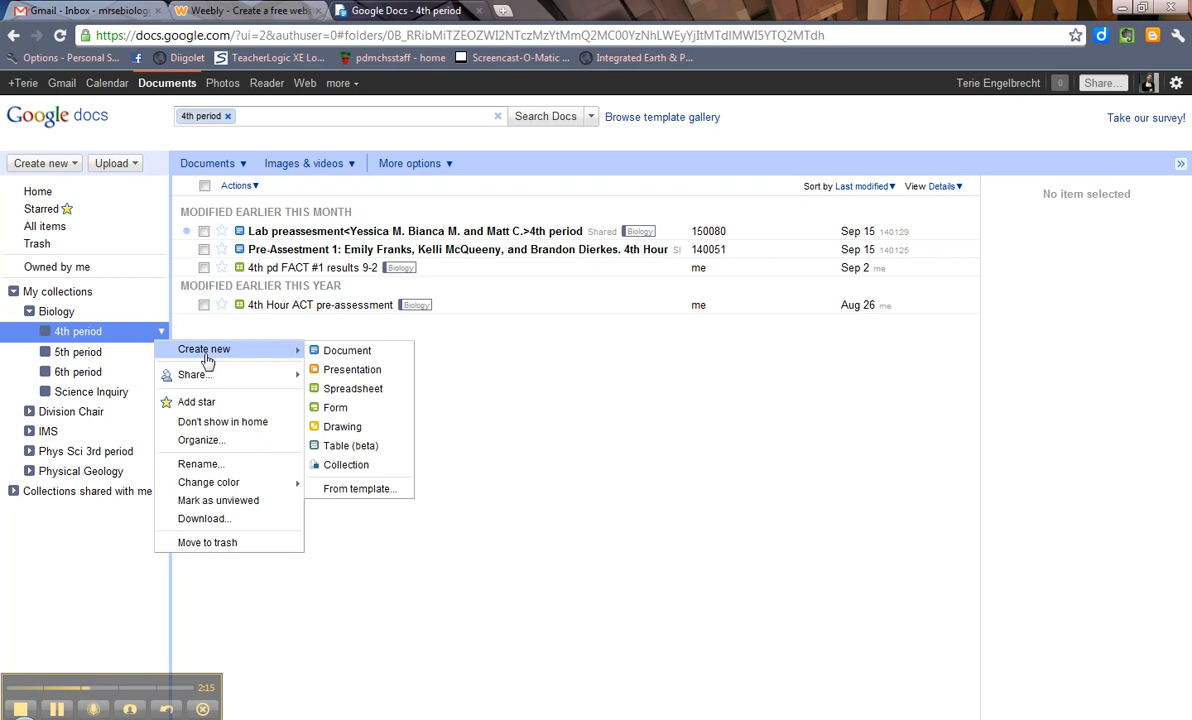 Gmail - Inbox - mrsebiolog
Weebly - Create a free webs
Google Docs - 4th period
https://docs.google.com/?ui=2&authuser=0#folders/0B_RRibMiTZEOZWI2NTczMzYtMmQ2MC00YzNhLWEyYjItMTdlMWI5YTQ2MTdh
Options - Personal S...
Diigolet
TeacherLogic XE Lo...
pdmchsstaff - home
Screencast-O-Matic ...
Integrated Earth & P...
+Terie Gmail Calendar Documents Photos Reader Web more
Terie Engelbrecht 0 Share...
Google docs
4th period × Search Docs Browse template gallery
Take our survey!
Create new Upload
Documents Images & videos More options
Home
Starred
All items
Trash
Owned by me
My collections
Biology
4th period
5th period
6th period
Science Inquiry
Division Chair
IMS
Phys Sci 3rd period
Physical Geology
Collections shared with me
Actions
Sort by Last modified View Details
No item selected
MODIFIED EARLIER THIS MONTH
Lab preassesment<Yessica M. Bianca M. and Matt C.>4th period Shared Biology 150080 Sep 15 140129
Pre-Assestment 1: Emily Franks, Kelli McQueeny, and Brandon Dierkes. 4th Hour 140051 Sep 15 140125
4th pd FACT #1 results 9-2 Biology me Sep 2 me
MODIFIED EARLIER THIS YEAR
4th Hour ACT pre-assessment Biology me Aug 26 me
Create new
Share...
Add star
Don't show in home
Organize...
Rename...
Change color
Mark as unviewed
Download...
Move to trash
Document
Presentation
Spreadsheet
Form
Drawing
Table (beta)
Collection
From template...
2:15